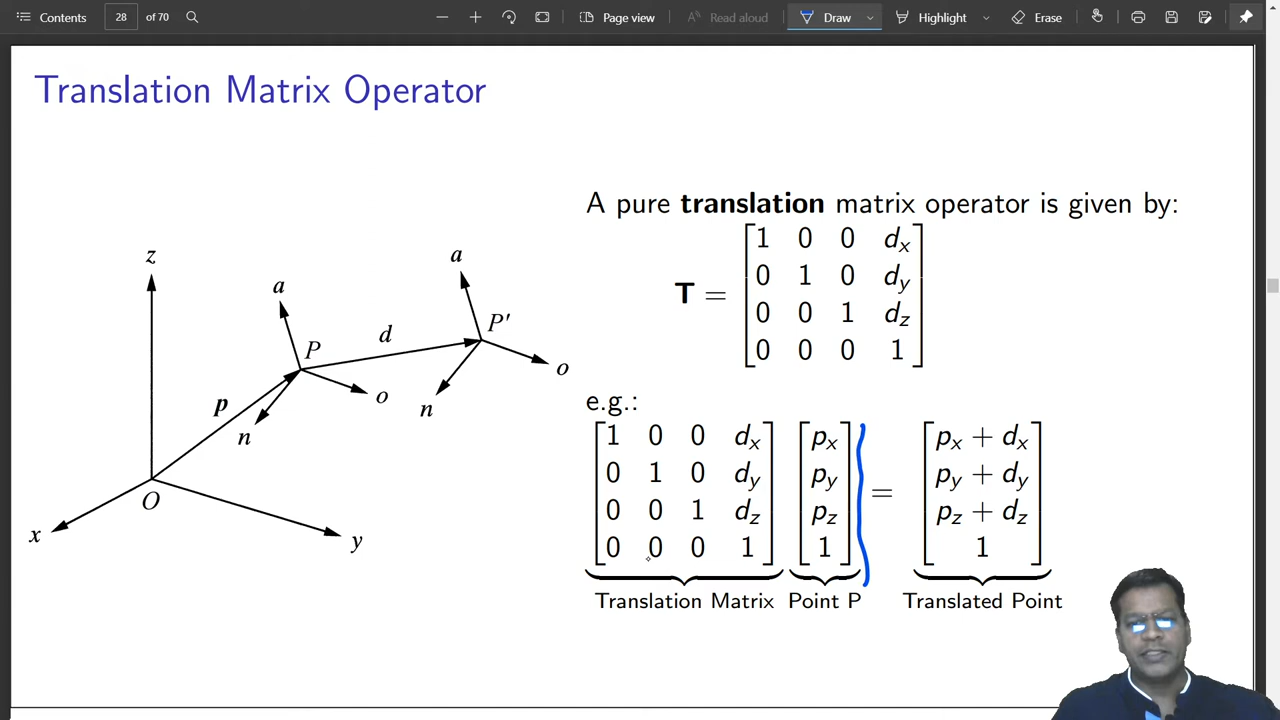 Contents 28 of 70 Page view Read aloud Draw Highlight Erase
Translation Matrix Operator
A pure translation matrix operator is given by:
T = [1 0 0 dx
0 1 0 dy
0 0 1 dz
0 0 0 1]
e.g.:
[1 0 0 dx] [px] = [px + dx]
[0 1 0 dy] [py] [py + dy]
[0 0 1 dz] [pz] [pz + dz]
[0 0 0 1] [1] [1]
Translation Matrix Point P Translated Point
z
a
a
P
d
P′
o
o
p
n
n
O
x
y